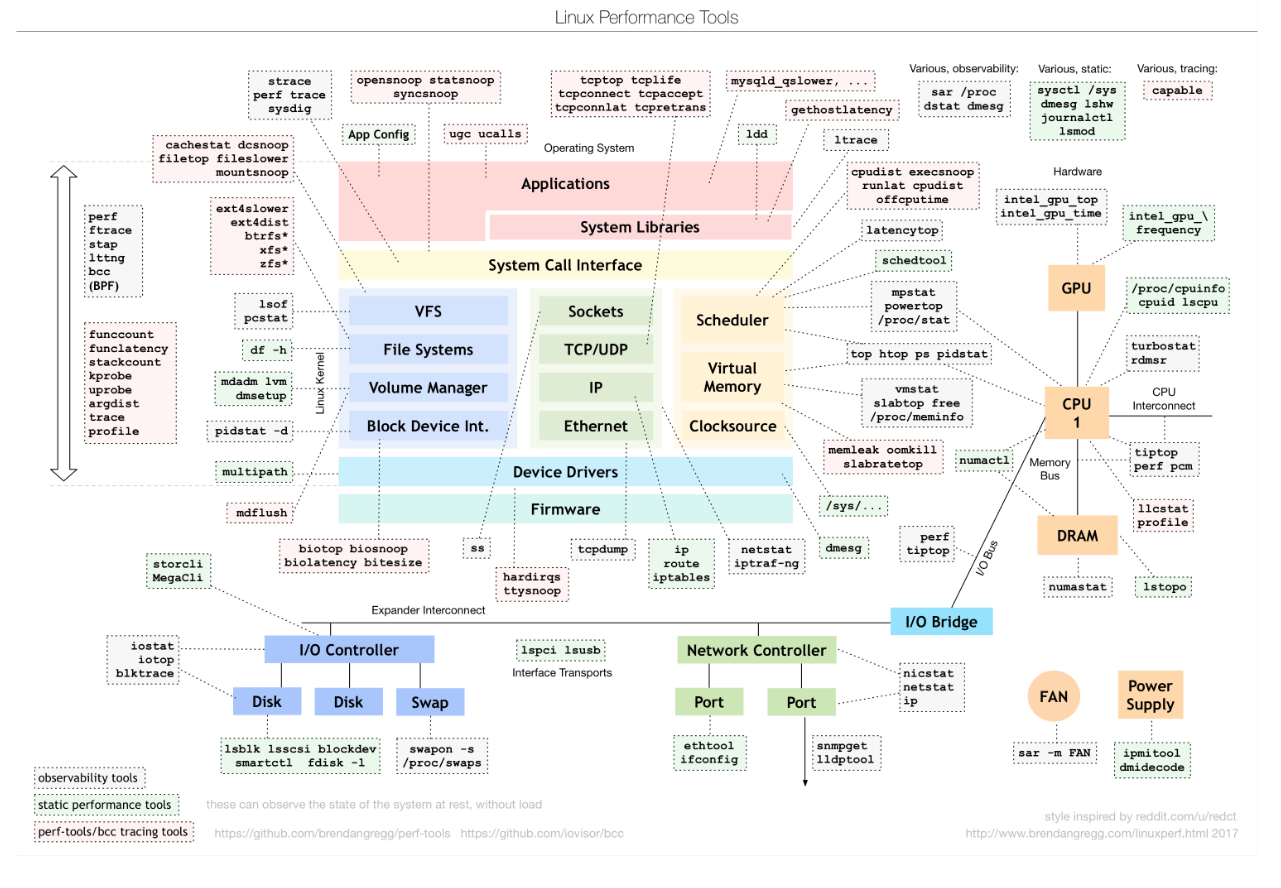 Linux Performance Tools
strace
perf trace
sysdig
opensnoop statsnoop
syncsnoop
tcptop tcplife
tcpconnect tcpaccept
tcpconnlat tcpretrans
mysqld_qslower, ...
gethostlatency
Various, observability:
sar /proc
dstat dmesg
Various, static:
sysctl /sys
dmesg lshw
journalctl
lsmod
Various, tracing:
capable
App Config
ugc ucalls
ldd
ltrace
Operating System
cachestat dcsnoop
filetop fileslower
mountsnoop
Applications
System Libraries
System Call Interface
cpudist execsnoop
runlat cpudist
offcputime
Hardware
intel_gpu_top
intel_gpu_time
intel_gpu_\
frequency
perf
ftrace
stap
lttng
bcc
(BPF)
ext4slower
ext4dist
btrfs*
xfs*
zfs*
latencytop
schedtool
GPU
/proc/cpuinfo
cpuid lscpu
lsof
pcstat
VFS
Sockets
Scheduler
mpstat
powertop
/proc/stat
funccount
funclatency
stackcount
kprobe
uprobe
argdist
trace
profile
df -h
Linux Kernel
File Systems
TCP/UDP
Virtual
Memory
top htop ps pidstat
turbostat
rdmsr
mdadm lvm
dmsetup
Volume Manager
IP
vmstat
slabtop free
/proc/meminfo
CPU
1
CPU
Interconnect
pidstat -d
Block Device Int.
Ethernet
Clocksource
memleak oomkill
slabratetop
numactl
Memory
Bus
tiptop
perf pcm
multipath
Device Drivers
mdflush
Firmware
/sys/...
llcstat
profile
biotop biosnoop
biolatency bitesize
ss
hardirqs
ttysnoop
tcpdump
ip
route
iptables
netstat
iptraf-ng
dmesg
perf
tiptop
I/O Bus
DRAM
numastat
lstopo
storcli
MegaCli
Expander Interconnect
I/O Bridge
iostat
iotop
blktrace
I/O Controller
lspci lsusb
Interface Transports
Network Controller
nicstat
netstat
ip
Disk
Disk
Swap
Port
Port
FAN
Power
Supply
lsblk lsscsi blockdev
smartctl fdisk -l
swapon -s
/proc/swaps
ethtool
ifconfig
snmpget
lldptool
sar -m FAN
ipmitool
dmidecode
observability tools
static performance tools
these can observe the state of the system at rest, without load
perf-tools/bcc tracing tools
https://github.com/brendangregg/perf-tools https://github.com/iovisor/bcc
style inspired by reddit.com/u/redct
http://www.brendangregg.com/linuxperf.html 2017